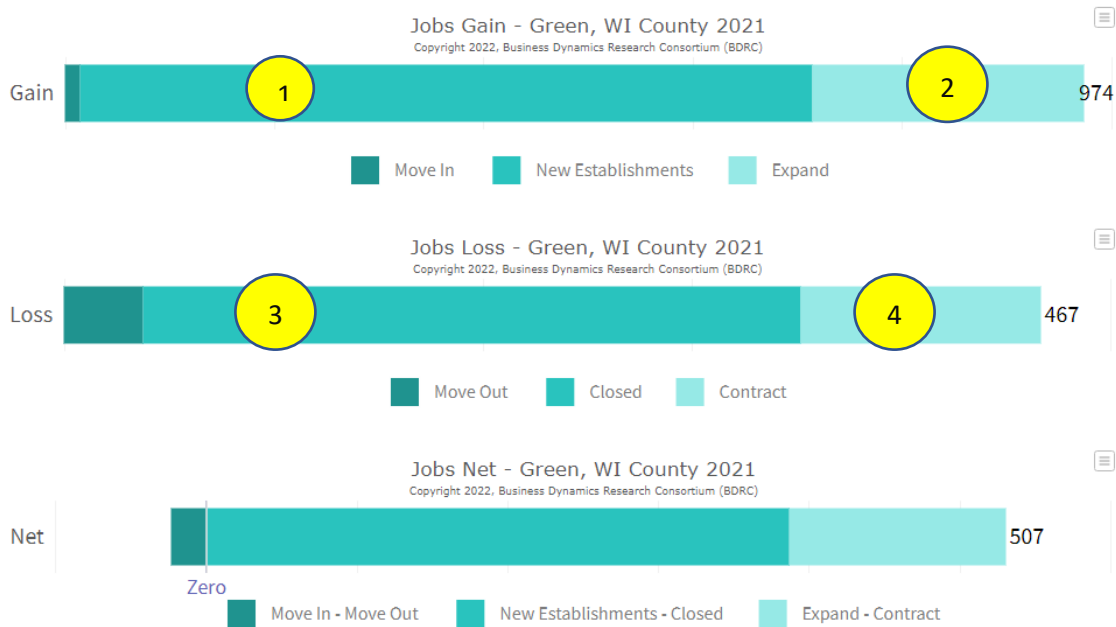 Jobs Gain - Green, WI County 2021
Copyright 2022, Business Dynamics Research Consortium (BDRC)
Gain 1 2 974
Move In New Establishments Expand
Jobs Loss - Green, WI County 2021
Copyright 2022, Business Dynamics Research Consortium (BDRC)
Loss 3 4 467
Move Out Closed Contract
Jobs Net - Green, WI County 2021
Copyright 2022, Business Dynamics Research Consortium (BDRC)
Net 507
Zero
Move In - Move Out New Establishments - Closed Expand - Contract